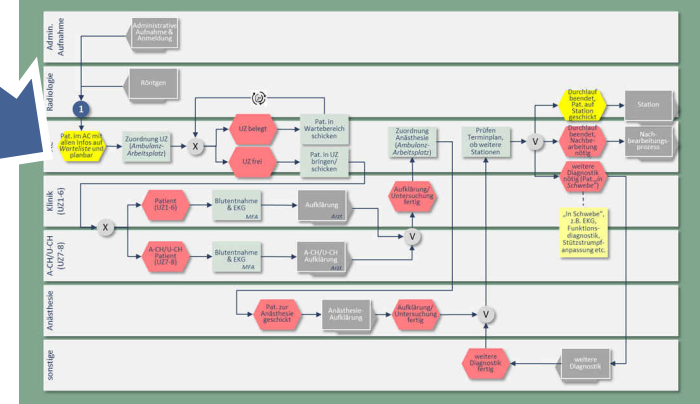 Admin.
Aufnahme
Administrative
Aufnahme &
Anmeldung
Radiologie
Röntgen
1
Durchlauf
beendet,
Pat. auf
Station
geschickt
Station
Pat. im AC mit
allen Infos auf
Warteliste und
planbar
Zuordnung UZ
(Ambulanz-
Arbeitsplatz)
X
UZ belegt
Pat. in
Wartebereich
schicken
UZ frei
Pat. in UZ
bringen/
schicken
Zuordnung
Anästhesie
(Ambulanz-
Arbeitsplatz)
Prüfen
Terminplan,
ob weitere
Stationen
V
Durchlauf
beendet,
Nachbe-
arbeitung
nötig
Nach-
bearbeitungs-
prozess
weitere
Diagnostik
nötig (Pat. „in
Schwebe")
Klinik
(UZ1-6)
Patient
(UZ1-6)
Blutentnahme
& EKG
MFA
Aufklärung
Arzt
Aufklärung/
Untersuchung
fertig
„In Schwebe",
z.B. EKG,
Funktions-
diagnostik,
Stützstrumpf-
anpassung etc.
X
V
A-CH/U-CH
(UZ7-8)
A-CH/U-CH
Patient
(UZ7-8)
Blutentnahme
& EKG
MFA
A-CH/U-CH
Aufklärung
Arzt
Anästhesie
Pat. zur
Anästhesie
geschickt
Anästhesie-
Aufklärung
Aufklärung/
Untersuchung
fertig
V
sonstige
weitere
Diagnostik
fertig
weitere
Diagnostik